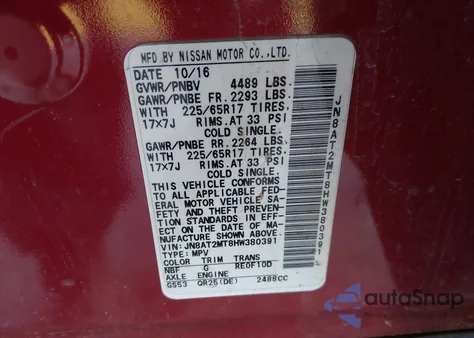 MFD BY NISSAN MOTOR CO.,LTD.
DATE 10/16
GVWR/PNBV 4489 LBS.
GAWR/PNBE FR. 2293 LBS.
WITH 225/65R17 TIRES.
17x7J RIMS.AT 33 PSI
COLD SINGLE.
GAWR/PNBE RR. 2264 LBS.
WITH 225/65R17 TIRES.
17x7J RIMS.AT 33 PSI
COLD SINGLE.
THIS VEHICLE CONFORMS
TO ALL APPLICABLE FED-
ERAL MOTOR VEHICLE SA-
FETY AND THEFT PREVEN-
TION STANDARDS IN EFF-
ECT ON THE DATE OF MA-
NUFACTURE SHOWN ABOVE.
VIN: JN8AT2MT8HW380391
TYPE: MPV
COLOR TRIM TRANS
NBF G RE0F10D
AXLE ENGINE
GS53 QR25(DE) 2488CC
JN8AT2MT8HW380391
autoSnap